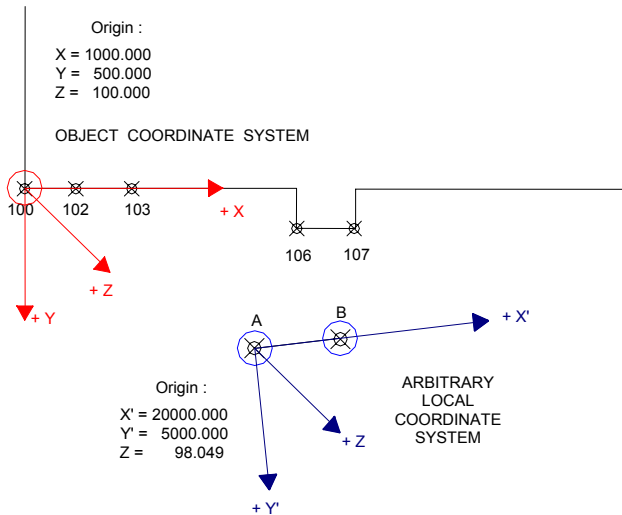 Origin :
X = 1000.000
Y = 500.000
Z = 100.000
OBJECT COORDINATE SYSTEM
100
102
103
+ X
106
107
+ Z
+ Y
A
B
+ X'
Origin :
X' = 20000.000
Y' = 5000.000
Z = 98.049
ARBITRARY
LOCAL
COORDINATE
SYSTEM
+ Z
+ Y'